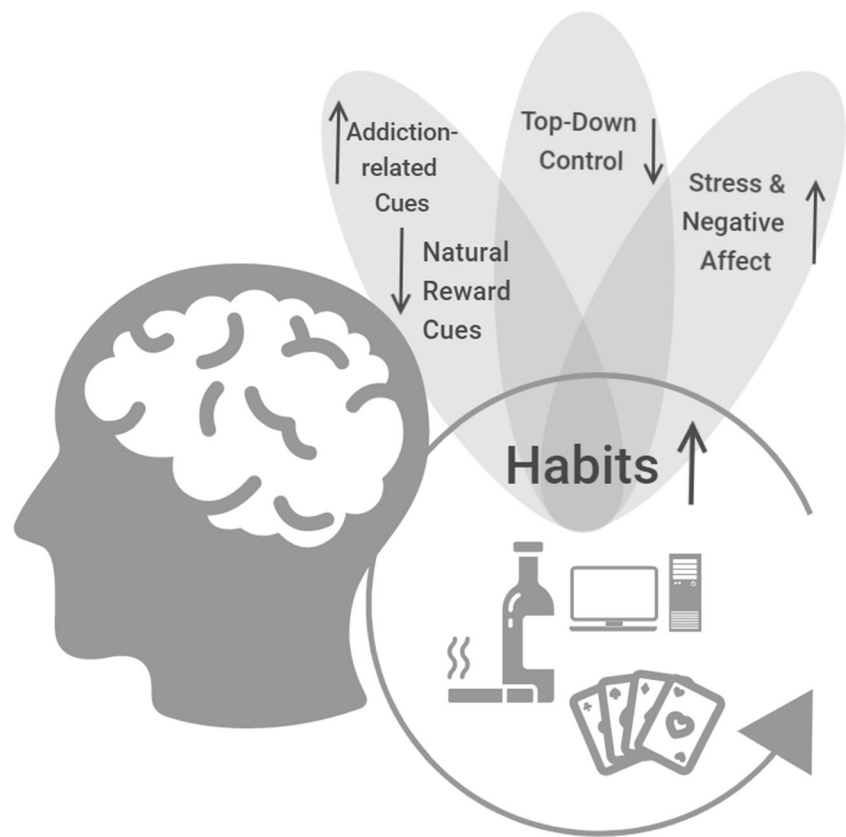 Addiction-
related
Cues
Natural
Reward
Cues
Top-Down
Control
Stress &
Negative
Affect
Habits